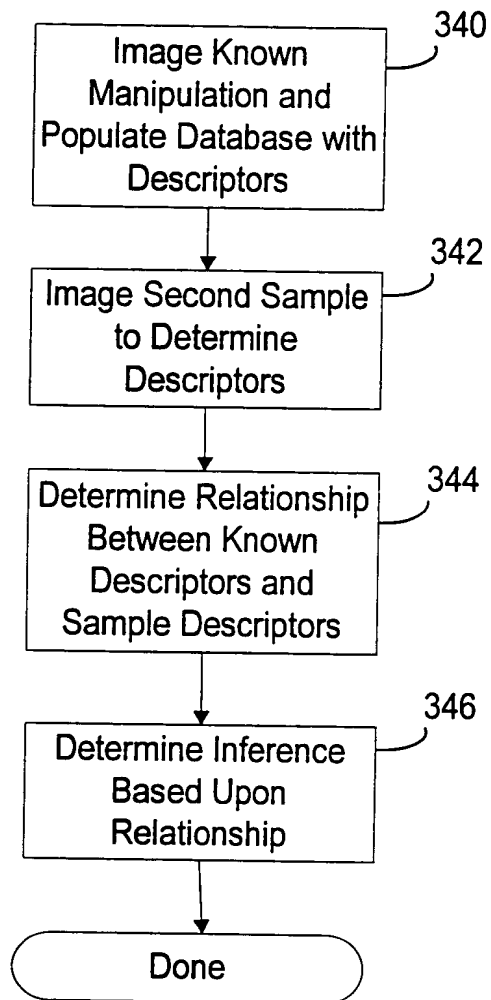 340
Image Known
Manipulation and
Populate Database with
Descriptors
342
Image Second Sample
to Determine
Descriptors
344
Determine Relationship
Between Known
Descriptors and
Sample Descriptors
346
Determine Inference
Based Upon
Relationship
Done